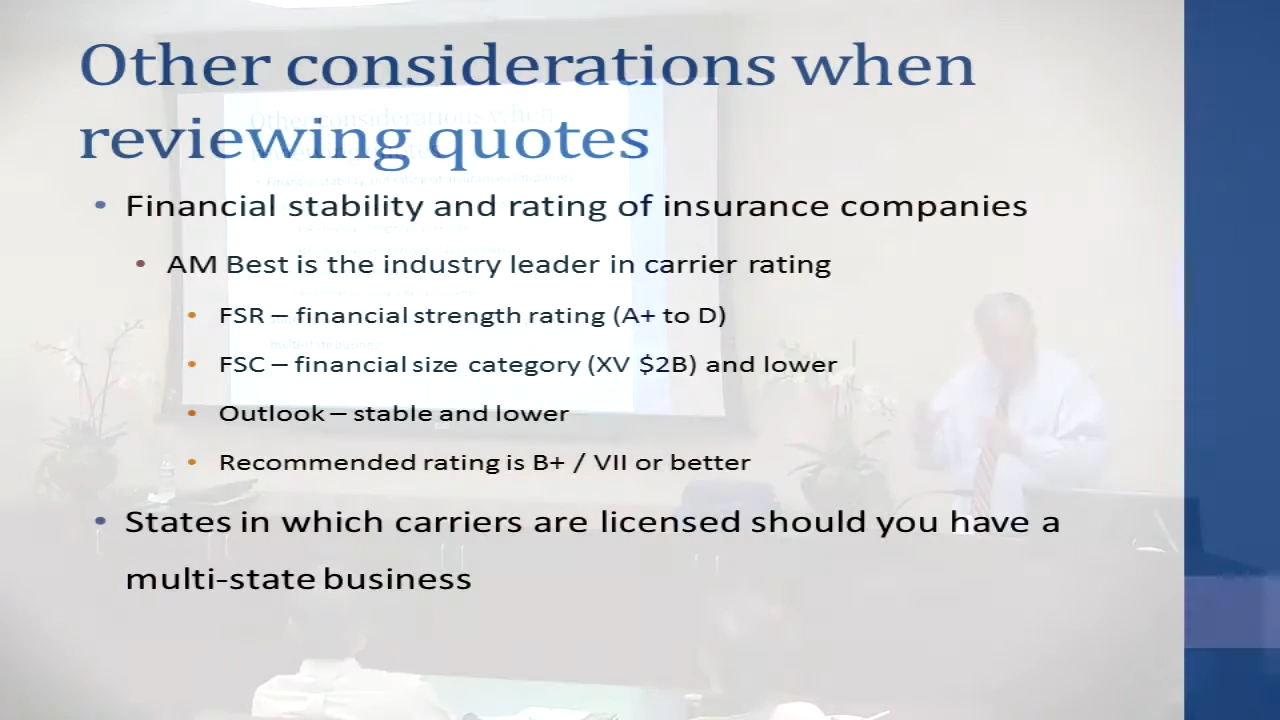 Other considerations when
reviewing quotes
• Financial stability and rating of insurance companies
• AM Best is the industry leader in carrier rating
• FSR – financial strength rating (A+ to D)
• FSC – financial size category (XV $2B) and lower
• Outlook – stable and lower
• Recommended rating is B+ / VII or better
• States in which carriers are licensed should you have a
multi-state business